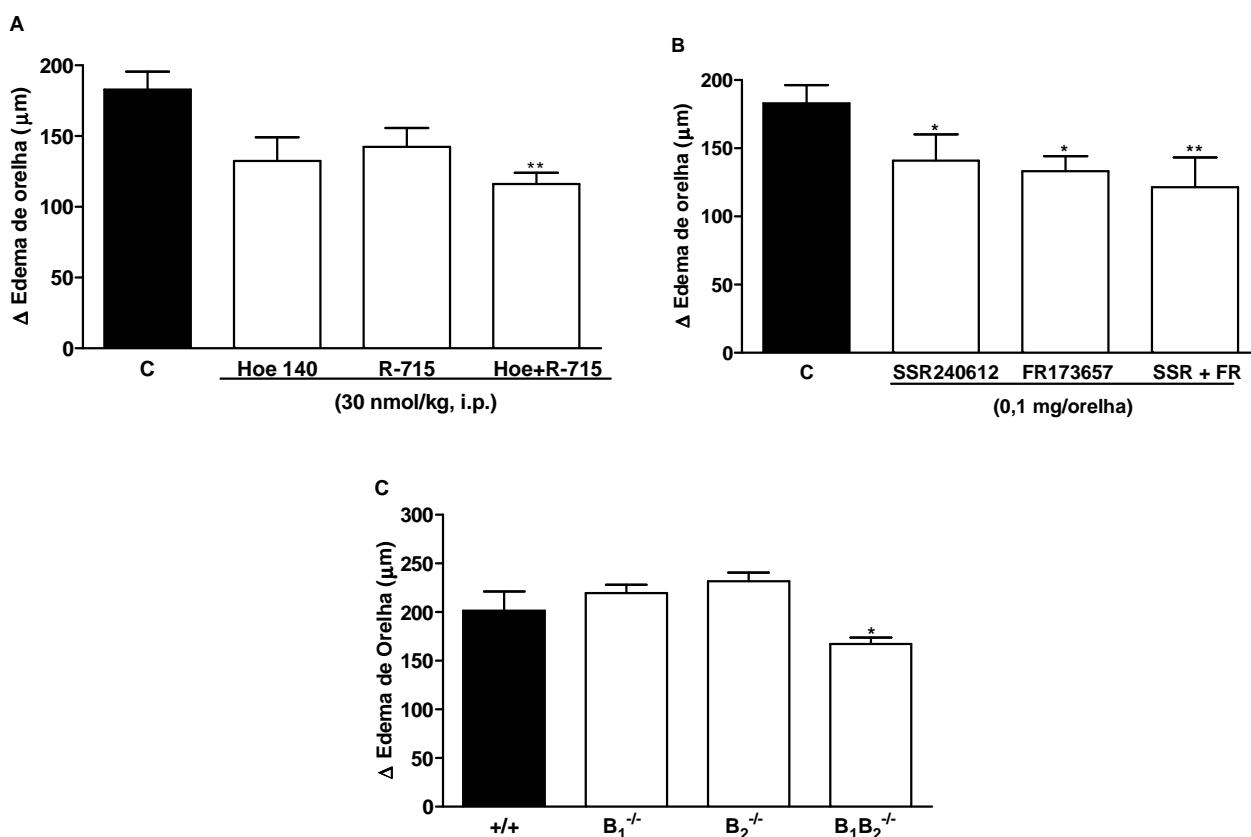 A
Δ Edema de orelha (μm)
200
150
100
50
0
**
C
Hoe 140
R-715
Hoe+R-715
(30 nmol/kg, i.p.)
B
Δ Edema de orelha (μm)
200
150
100
50
0
*
*
**
C
SSR240612
FR173657
SSR + FR
(0,1 mg/orelha)
C
Δ Edema de Orelha (μm)
300
250
200
150
100
50
0
*
+/+
B₁⁻/⁻
B₂⁻/⁻
B₁B₂⁻/⁻